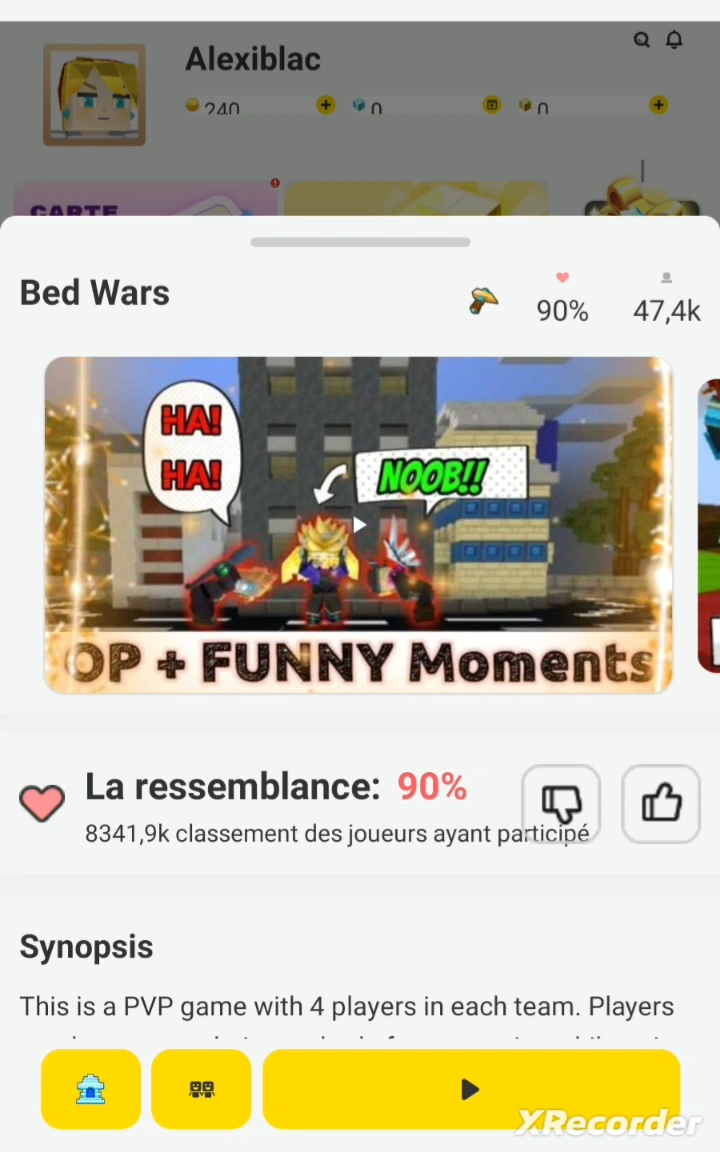 Alexiblac
240
0
0
CARTE
Bed Wars
90%
47,4k
HA!
HA!
NOOB!!
OP + FUNNY Moments
La ressemblance: 90%
8341,9k classement des joueurs ayant participé
Synopsis
This is a PVP game with 4 players in each team. Players
XRecorder